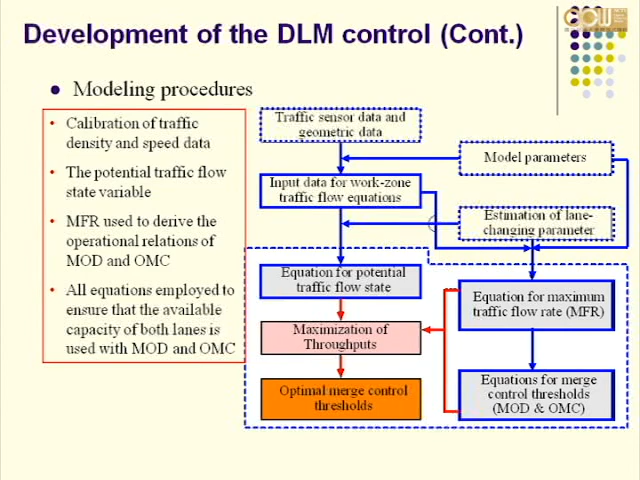 Development of the DLM control (Cont.)
● Modeling procedures
• Calibration of traffic
density and speed data
• The potential traffic flow
state variable
• MFR used to derive the
operational relations of
MOD and OMC
• All equations employed to
ensure that the available
capacity of both lanes is
used with MOD and OMC
Traffic sensor data and
geometric data
Model parameters
Input data for work-zone
traffic flow equations
Estimation of lane-
changing parameter
Equation for potential
traffic flow state
Equation for maximum
traffic flow rate (MFR)
Maximization of
Throughputs
Optimal merge control
thresholds
Equations for merge
control thresholds
(MOD & OMC)